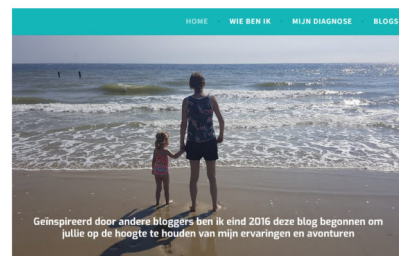 HOME · WIE BEN IK · MIJN DIAGNOSE · BLOGS
Geïnspireerd door andere bloggers ben ik eind 2016 deze blog begonnen om
jullie op de hoogte te houden van mijn ervaringen en avonturen